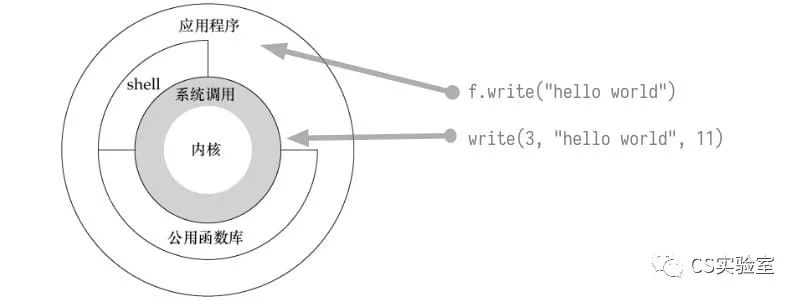 应用程序
shell
系统调用
f.write("hello world")
内核
write(3, "hello world", 11)
公用函数库
CS实验室